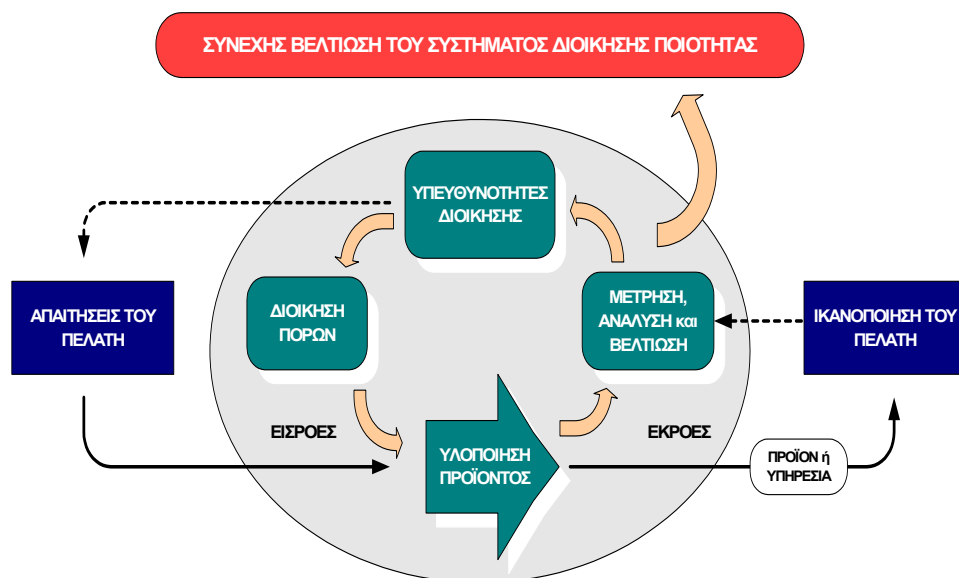 ΣΥΝΕΧΗΣ ΒΕΛΤΙΩΣΗ ΤΟΥ ΣΥΣΤΗΜΑΤΟΣ ΔΙΟΙΚΗΣΗΣ ΠΟΙΟΤΗΤΑΣ
ΥΠΕΥΘΥΝΟΤΗΤΕΣ
ΔΙΟΙΚΗΣΗΣ
ΑΠΑΙΤΗΣΕΙΣ ΤΟΥ
ΠΕΛΑΤΗ
ΔΙΟΙΚΗΣΗ
ΠΟΡΩΝ
ΜΕΤΡΗΣΗ,
ΑΝΑΛΥΣΗ και
ΒΕΛΤΙΩΣΗ
ΙΚΑΝΟΠΟΙΗΣΗ ΤΟΥ
ΠΕΛΑΤΗ
ΕΙΣΡΟΕΣ
ΥΛΟΠΟΙΗΣΗ
ΠΡΟΪΟΝΤΟΣ
ΕΚΡΟΕΣ
ΠΡΟΪΟΝ ή
ΥΠΗΡΕΣΙΑ